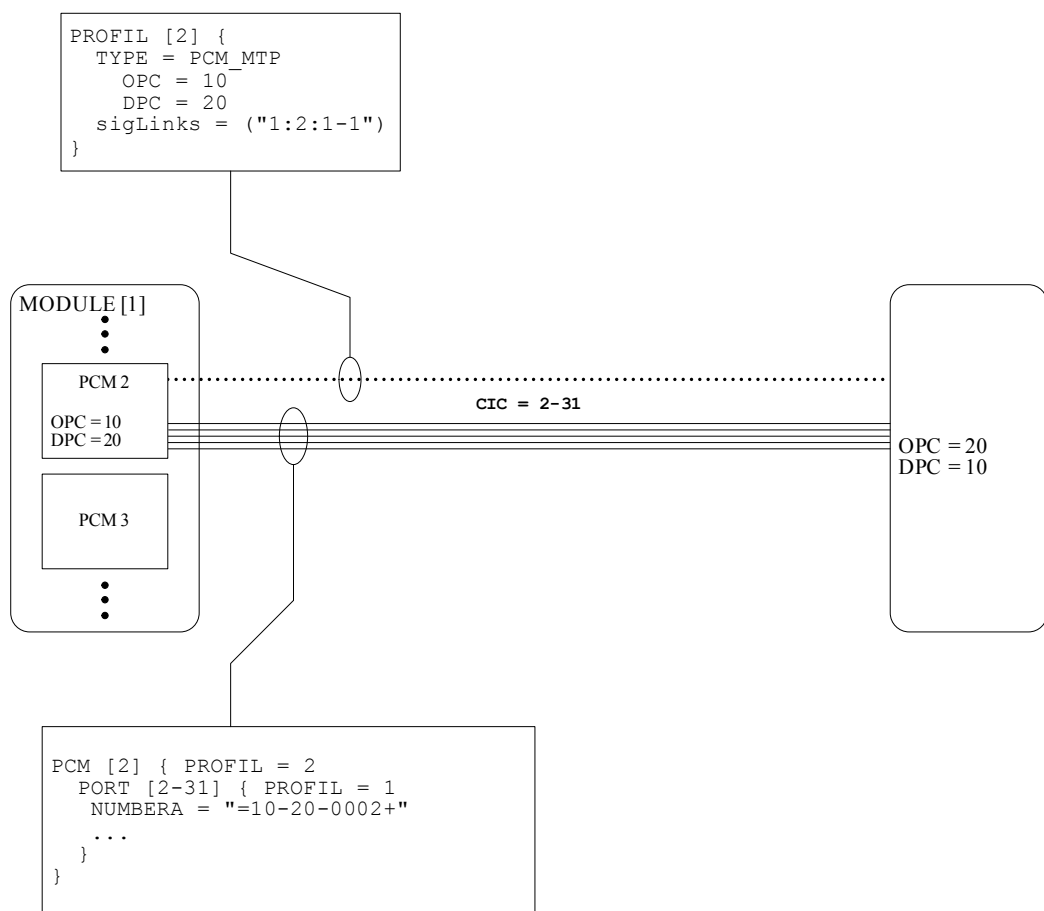 PROFIL [2] {
TYPE = PCM_MTP
OPC = 10
DPC = 20
sigLinks = ("1:2:1-1")
}
MODULE [1]
PCM 2
OPC = 10
DPC = 20
CIC = 2-31
OPC = 20
DPC = 10
PCM 3
PCM [2] { PROFIL = 2
PORT [2-31] { PROFIL = 1
NUMBERA = "=10-20-0002+"
...
}
}